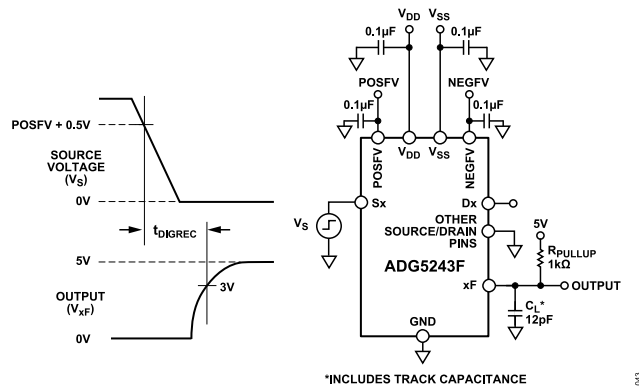 POSFV + 0.5V
SOURCE
VOLTAGE
(VS)
0V
tDIGREC
5V
OUTPUT
(VxF)
3V
0V
0.1µF
VDD
VSS
0.1µF
POSFV
NEGFV
0.1µF
0.1µF
POSFV
VDD
VSS
NEGFV
VS
Sx
Dx
OTHER
SOURCE/DRAIN
PINS
ADG5243F
5V
RPULLUP
1kΩ
xF
OUTPUT
CL*
12pF
GND
*INCLUDES TRACK CAPACITANCE
043